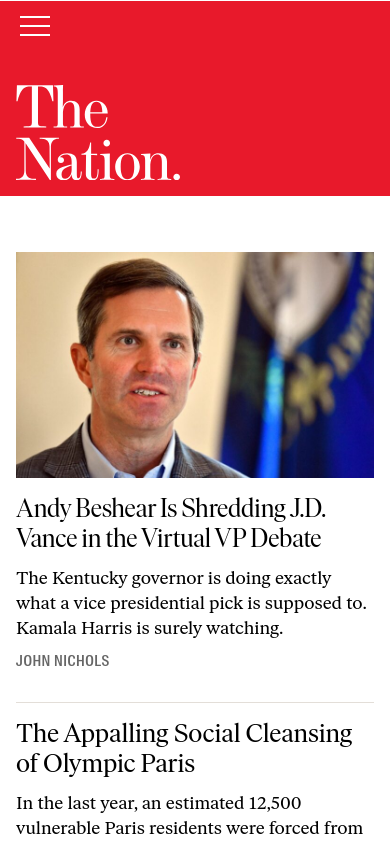 The
Nation.
Andy Beshear Is Shredding J.D.
Vance in the Virtual VP Debate
The Kentucky governor is doing exactly
what a vice presidential pick is supposed to.
Kamala Harris is surely watching.
JOHN NICHOLS
The Appalling Social Cleansing
of Olympic Paris
In the last year, an estimated 12,500
vulnerable Paris residents were forced from